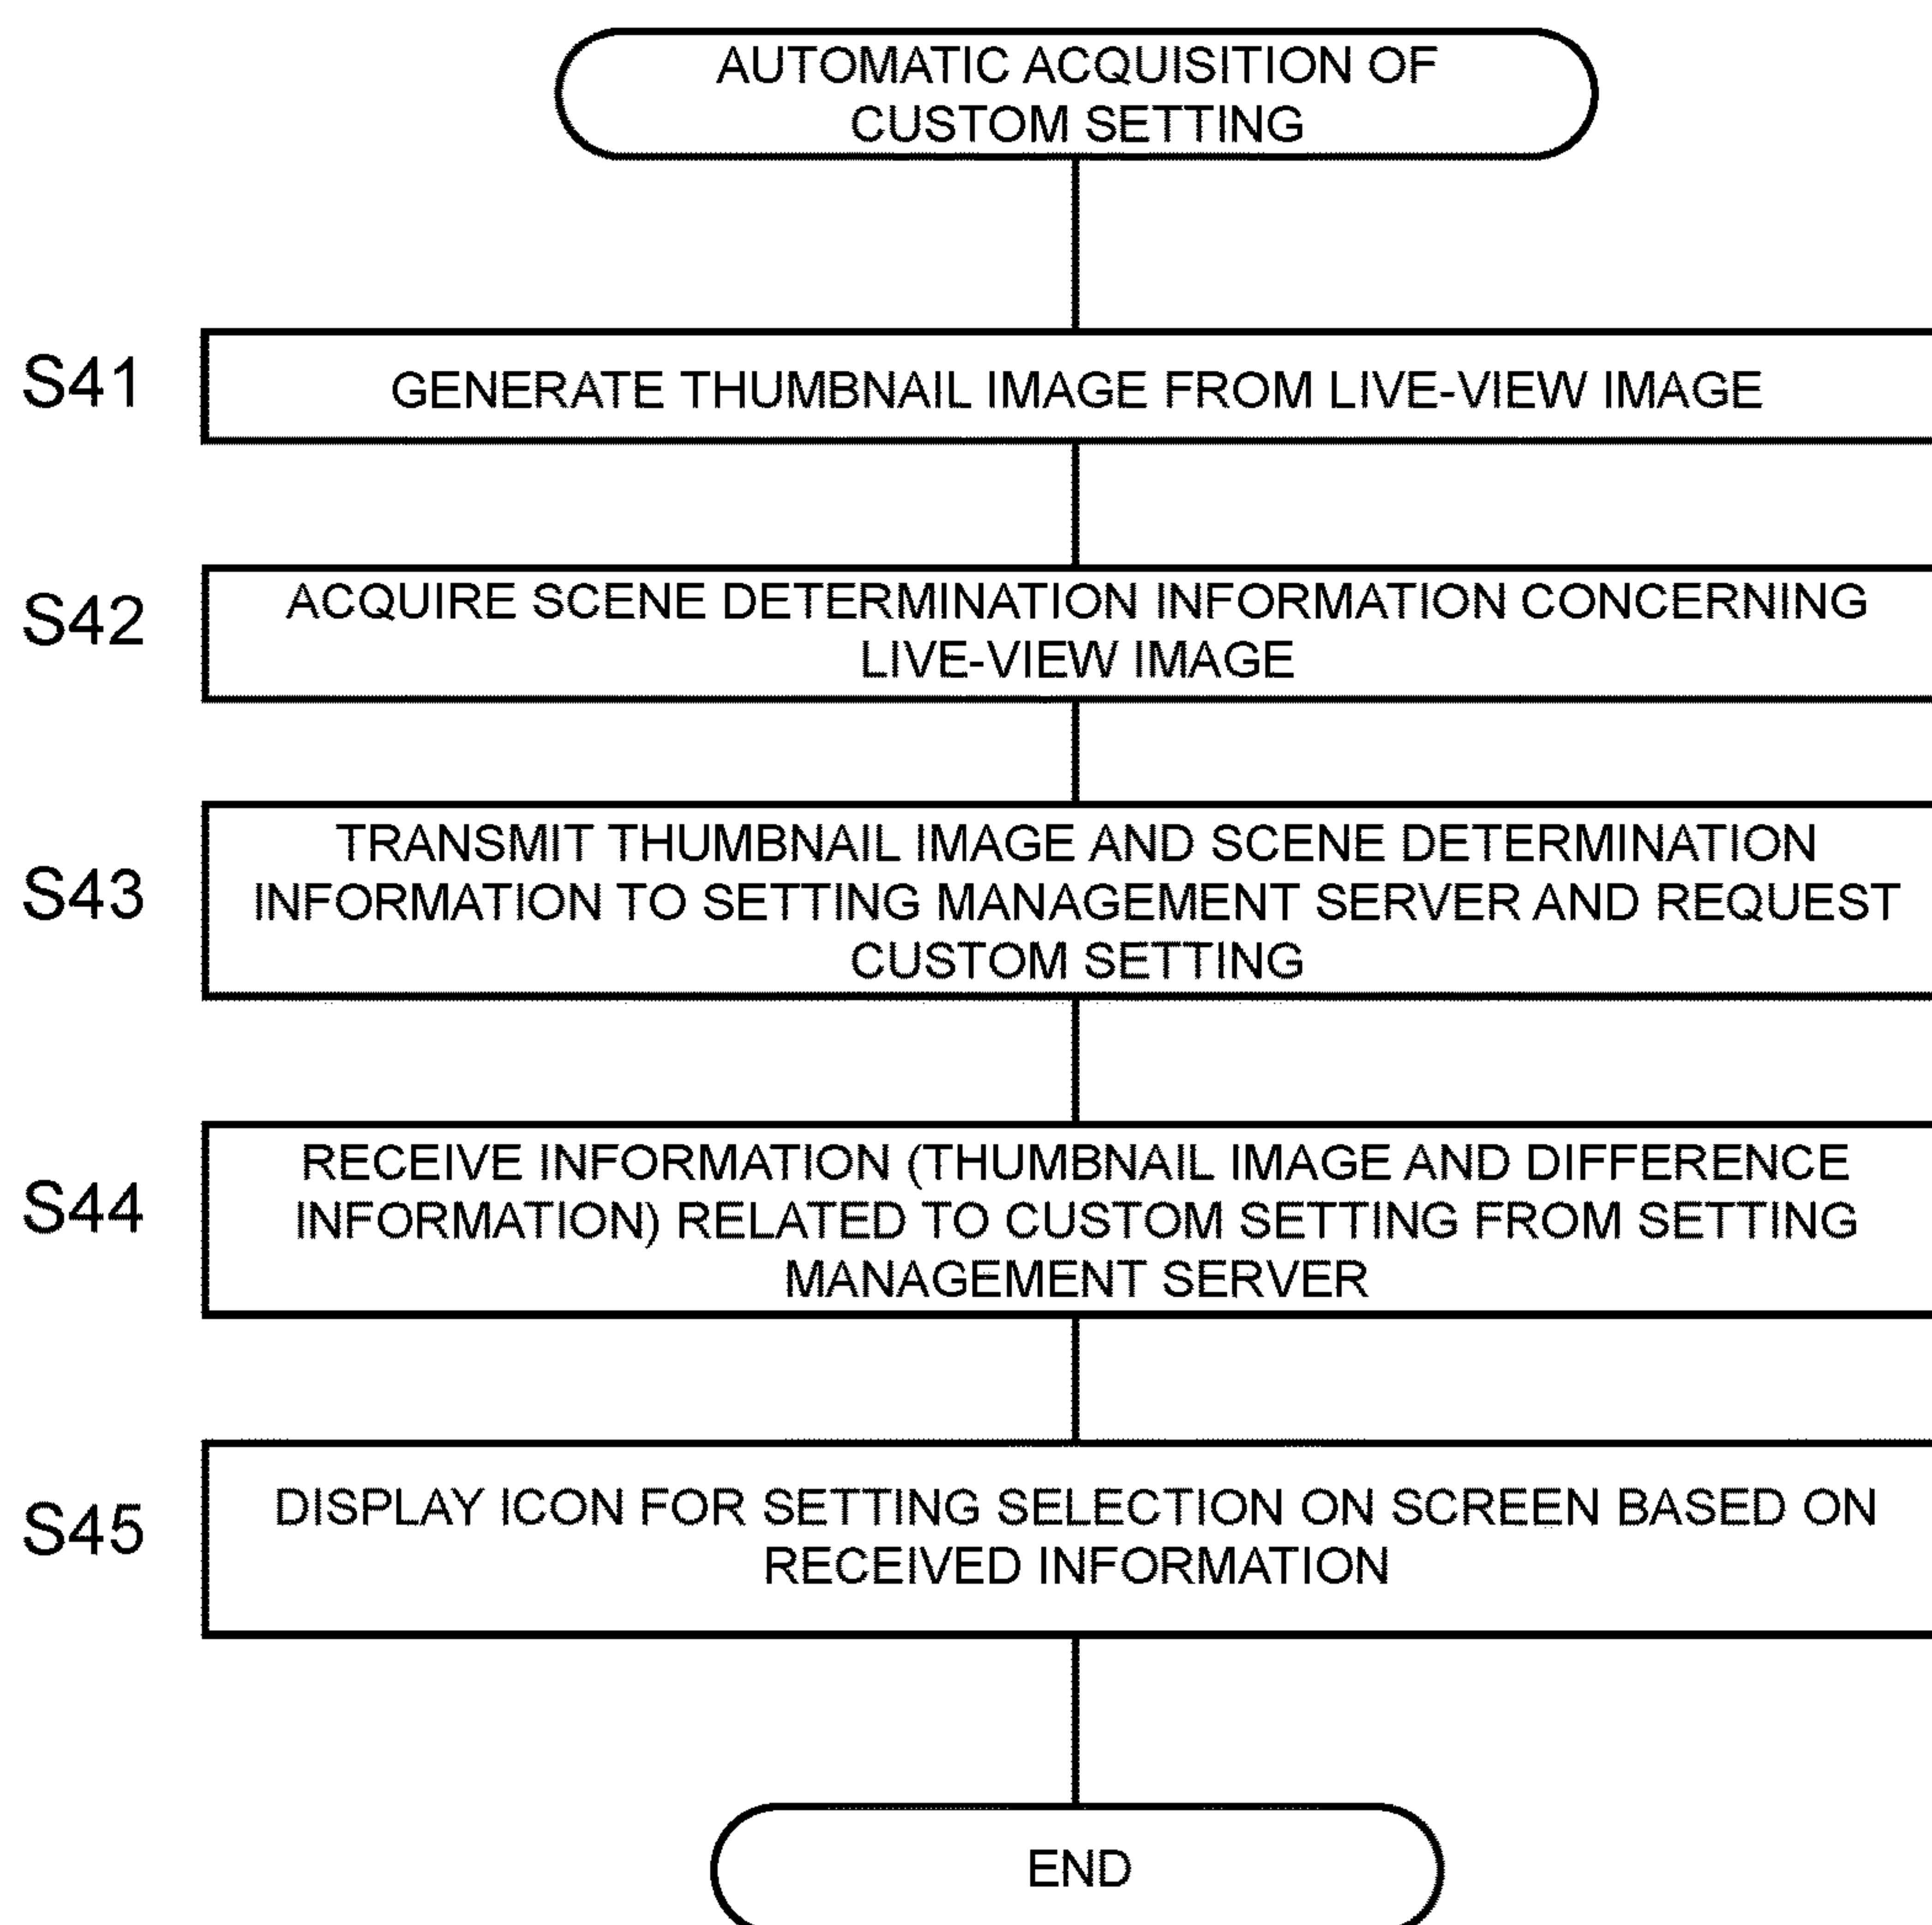 AUTOMATIC ACQUISITION OF
CUSTOM SETTING
S41
GENERATE THUMBNAIL IMAGE FROM LIVE-VIEW IMAGE
S42
ACQUIRE SCENE DETERMINATION INFORMATION CONCERNING
LIVE-VIEW IMAGE
S43
TRANSMIT THUMBNAIL IMAGE AND SCENE DETERMINATION
INFORMATION TO SETTING MANAGEMENT SERVER AND REQUEST
CUSTOM SETTING
S44
RECEIVE INFORMATION (THUMBNAIL IMAGE AND DIFFERENCE
INFORMATION) RELATED TO CUSTOM SETTING FROM SETTING
MANAGEMENT SERVER
S45
DISPLAY ICON FOR SETTING SELECTION ON SCREEN BASED ON
RECEIVED INFORMATION
END